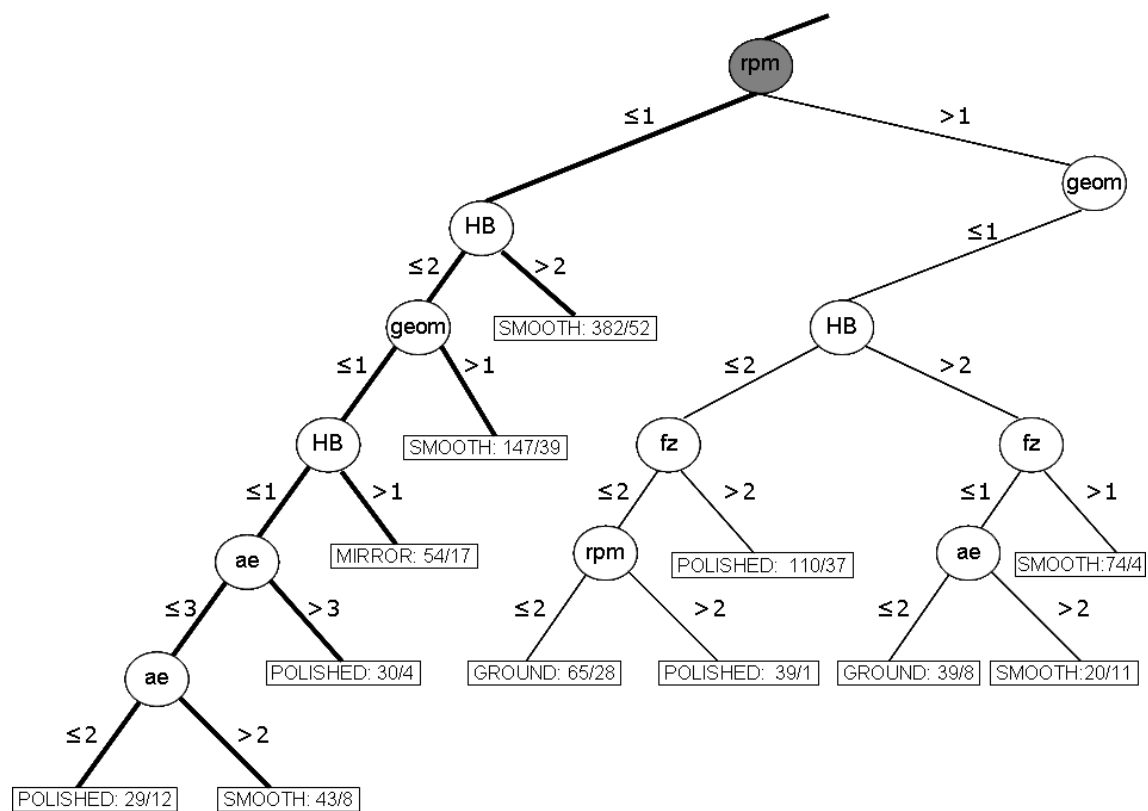 rpm
≤1
>1
geom
HB
≤1
≤2
>2
geom
SMOOTH: 382/52
HB
≤1
>1
≤2
>2
HB
SMOOTH: 147/39
fz
fz
≤1
>1
≤2
>2
≤1
>1
ae
MIRROR: 54/17
rpm
POLISHED: 110/37
ae
SMOOTH:74/4
≤3
>3
≤2
>2
≤2
>2
ae
POLISHED: 30/4
GROUND: 65/28
POLISHED: 39/1
GROUND: 39/8
SMOOTH:20/11
≤2
>2
POLISHED: 29/12
SMOOTH: 43/8